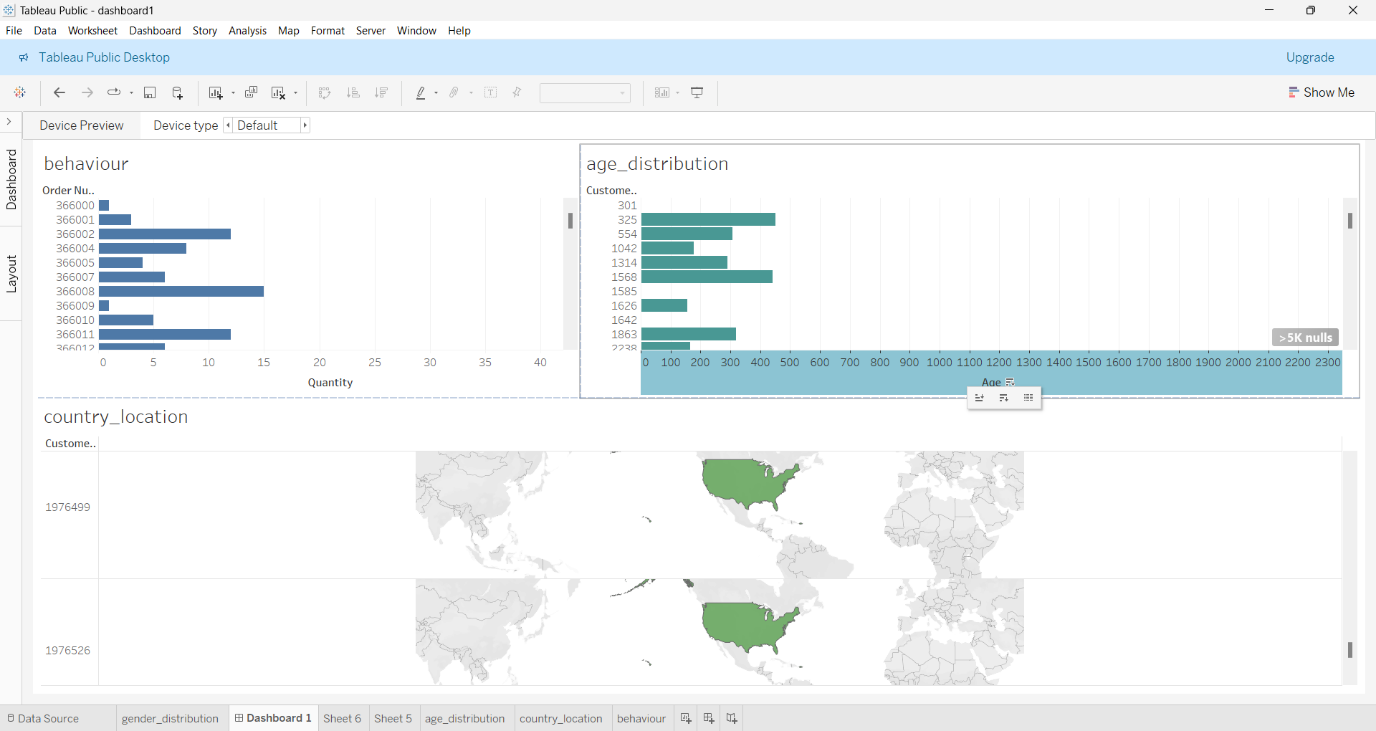 Tableau Public - dashboard1
File Data Worksheet Dashboard Story Analysis Map Format Server Window Help
Tableau Public Desktop Upgrade
Show Me
Device Preview Device type Default
Dashboard
Layout
behaviour
Order Nu..
366000
366001
366002
366004
366005
366007
366008
366009
366010
366011
366012
0 5 10 15 20 25 30 35 40
Quantity
age_distribution
Custome..
301
325
554
1042
1314
1568
1585
1626
1642
1863
2238
>5K nulls
0 100 200 300 400 500 600 700 800 900 1000 1100 1200 1300 1400 1500 1600 1700 1800 1900 2000 2100 2200 2300
Age
country_location
Custome..
1976499
1976526
Data Source gender_distribution Dashboard 1 Sheet 6 Sheet 5 age_distribution country_location behaviour